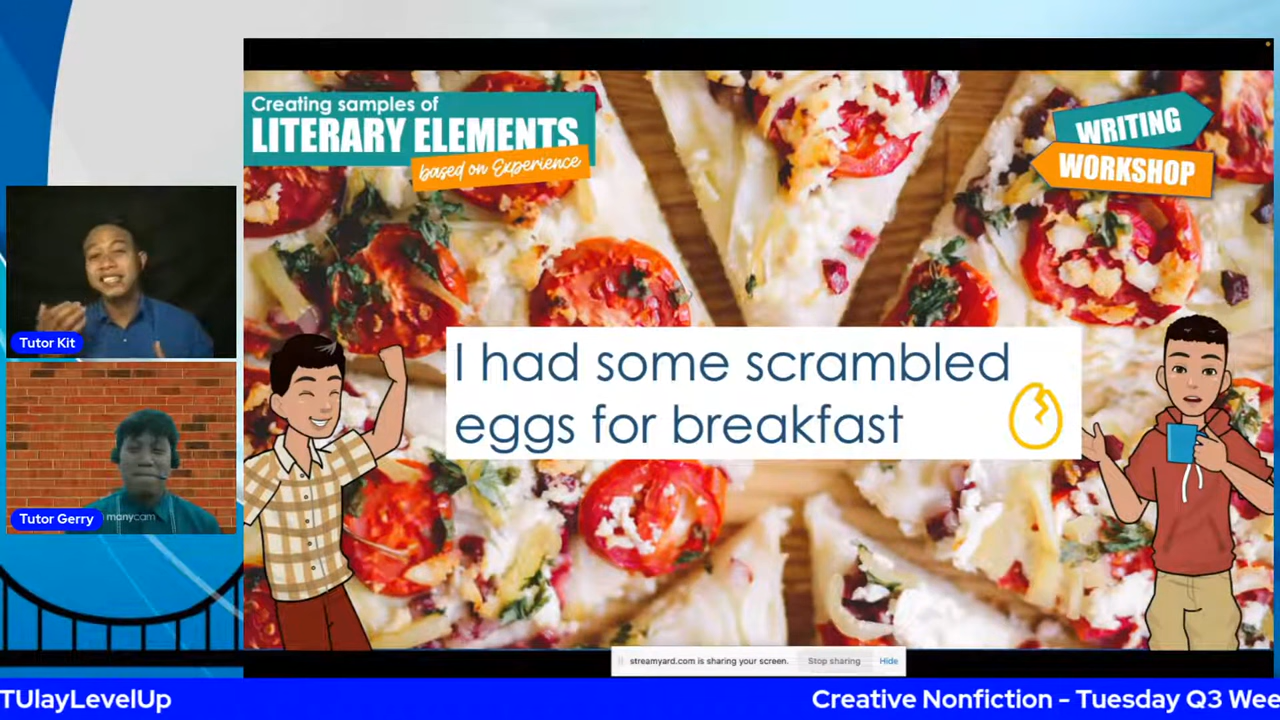 Creating samples of
LITERARY ELEMENTS
based on Experience
WRITING
WORKSHOP
I had some scrambled
eggs for breakfast
Tutor Kit
Tutor Gerry
manycam
streamyard.com is sharing your screen. Stop sharing Hide
TUlayLevelUp
Creative Nonfiction - Tuesday Q3 Wee